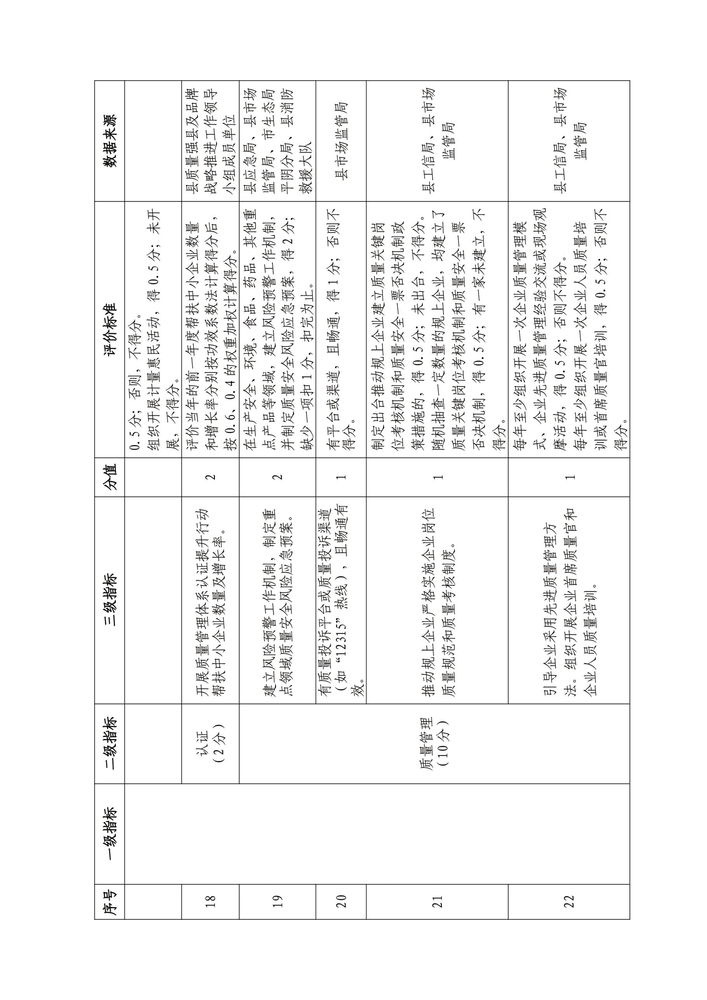 序号 一级指标 二级指标 三级指标 分值 评价标准 数据来源
0.5分；否则，不得分。
组织开展计量惠民活动，得0.5分；未开
展，不得分。
18
认证
（2分）
开展质量管理体系认证提升行动
帮扶中小企业数量及增长率。
2
评价当年的前一年度帮扶中小企业数量
和增长率分别按功效系数法计算得分后，
按0.6、0.4的权重加权计算得分。
县质量强县及品牌
战略推进工作领导
小组成员单位
19
质量管理
（10分）
建立风险预警工作机制，制定重
点领域质量安全风险应急预案。
2
在生产安全、环境、食品、药品、其他重
点产品等领域，建立风险预警工作机制，
并制定质量安全风险应急预案，得2分；
缺少一项扣1分，扣完为止。
县应急局、县市场
监管局、市生态局
平阴分局、县消防
救援大队
20
有质量投诉平台或质量投诉渠道
（如“12315”热线），且畅通有
效。
1
有平台或渠道，且畅通，得1分；否则不
得分。
县市场监管局
21
推动规上企业严格实施企业岗位
质量规范和质量考核制度。
1
制定出台推动规上企业建立质量关键岗
位考核机制和质量安全一票否决机制政
策措施的，得0.5分；未出台，不得分。
随机抽查一定数量的规上企业，均建立了
质量关键岗位考核机制和质量安全一票
否决机制，得0.5分；有一家未建立，不
得分。
县工信局、县市场
监管局
22
引导企业采用先进质量管理方
法。组织开展企业首席质量官和
企业人员质量培训。
1
每年至少组织开展一次企业质量管理模
式、企业先进质量管理经验交流或现场观
摩活动，得0.5分；否则不得分。
每年至少组织开展一次企业人员质量培
训或首席质量官培训，得0.5分；否则不
得分。
县工信局、县市场
监管局